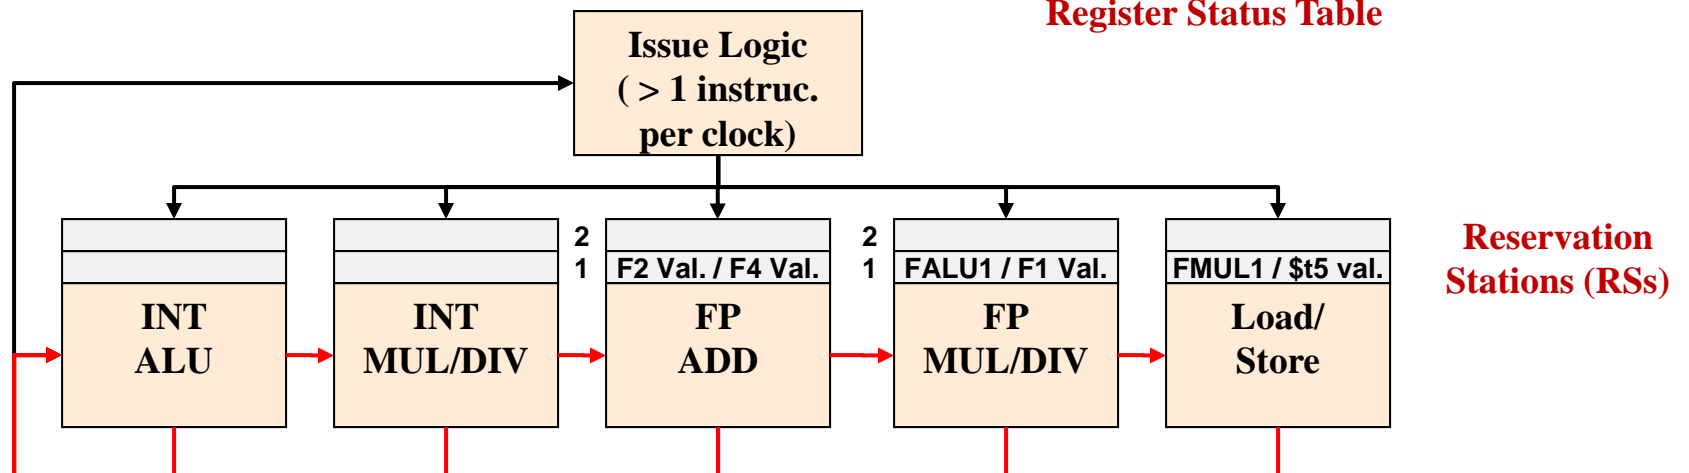 Register Status Table
Issue Logic
( > 1 instruc.
per clock)
2
2
1
F2 Val. / F4 Val.
1
FALU1 / F1 Val.
FMUL1 / $t5 val.
Reservation
Stations (RSs)
INT
ALU
INT
MUL/DIV
FP
ADD
FP
MUL/DIV
Load/
Store